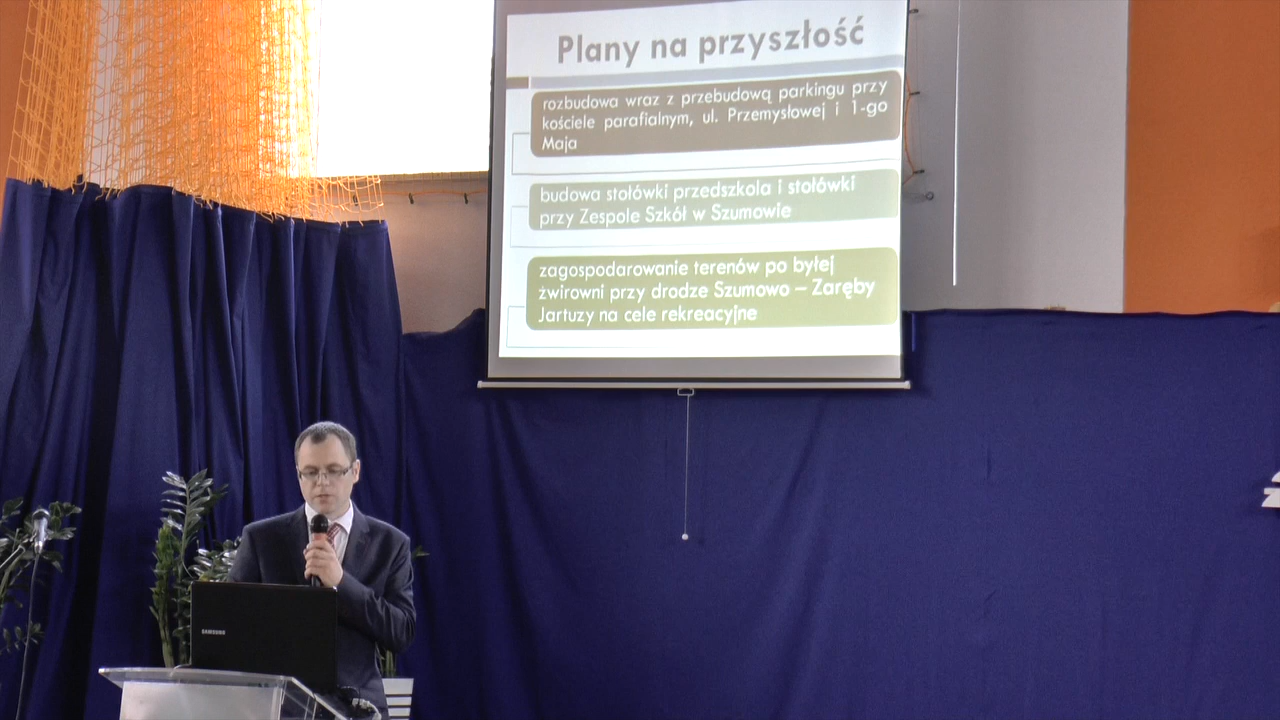 Plany na przyszłość
rozbudowa wraz z przebudową parkingu przy
kościele parafialnym, ul. Przemysłowej i 1-go
Maja
budowa stołówki przedszkola i stołówki
przy Zespole Szkół w Szumowie
zagospodarowanie terenów po byłej
żwirowni przy drodze Szumowo – Zaręby
Jartuzy na cele rekreacyjne
SAMSUNG